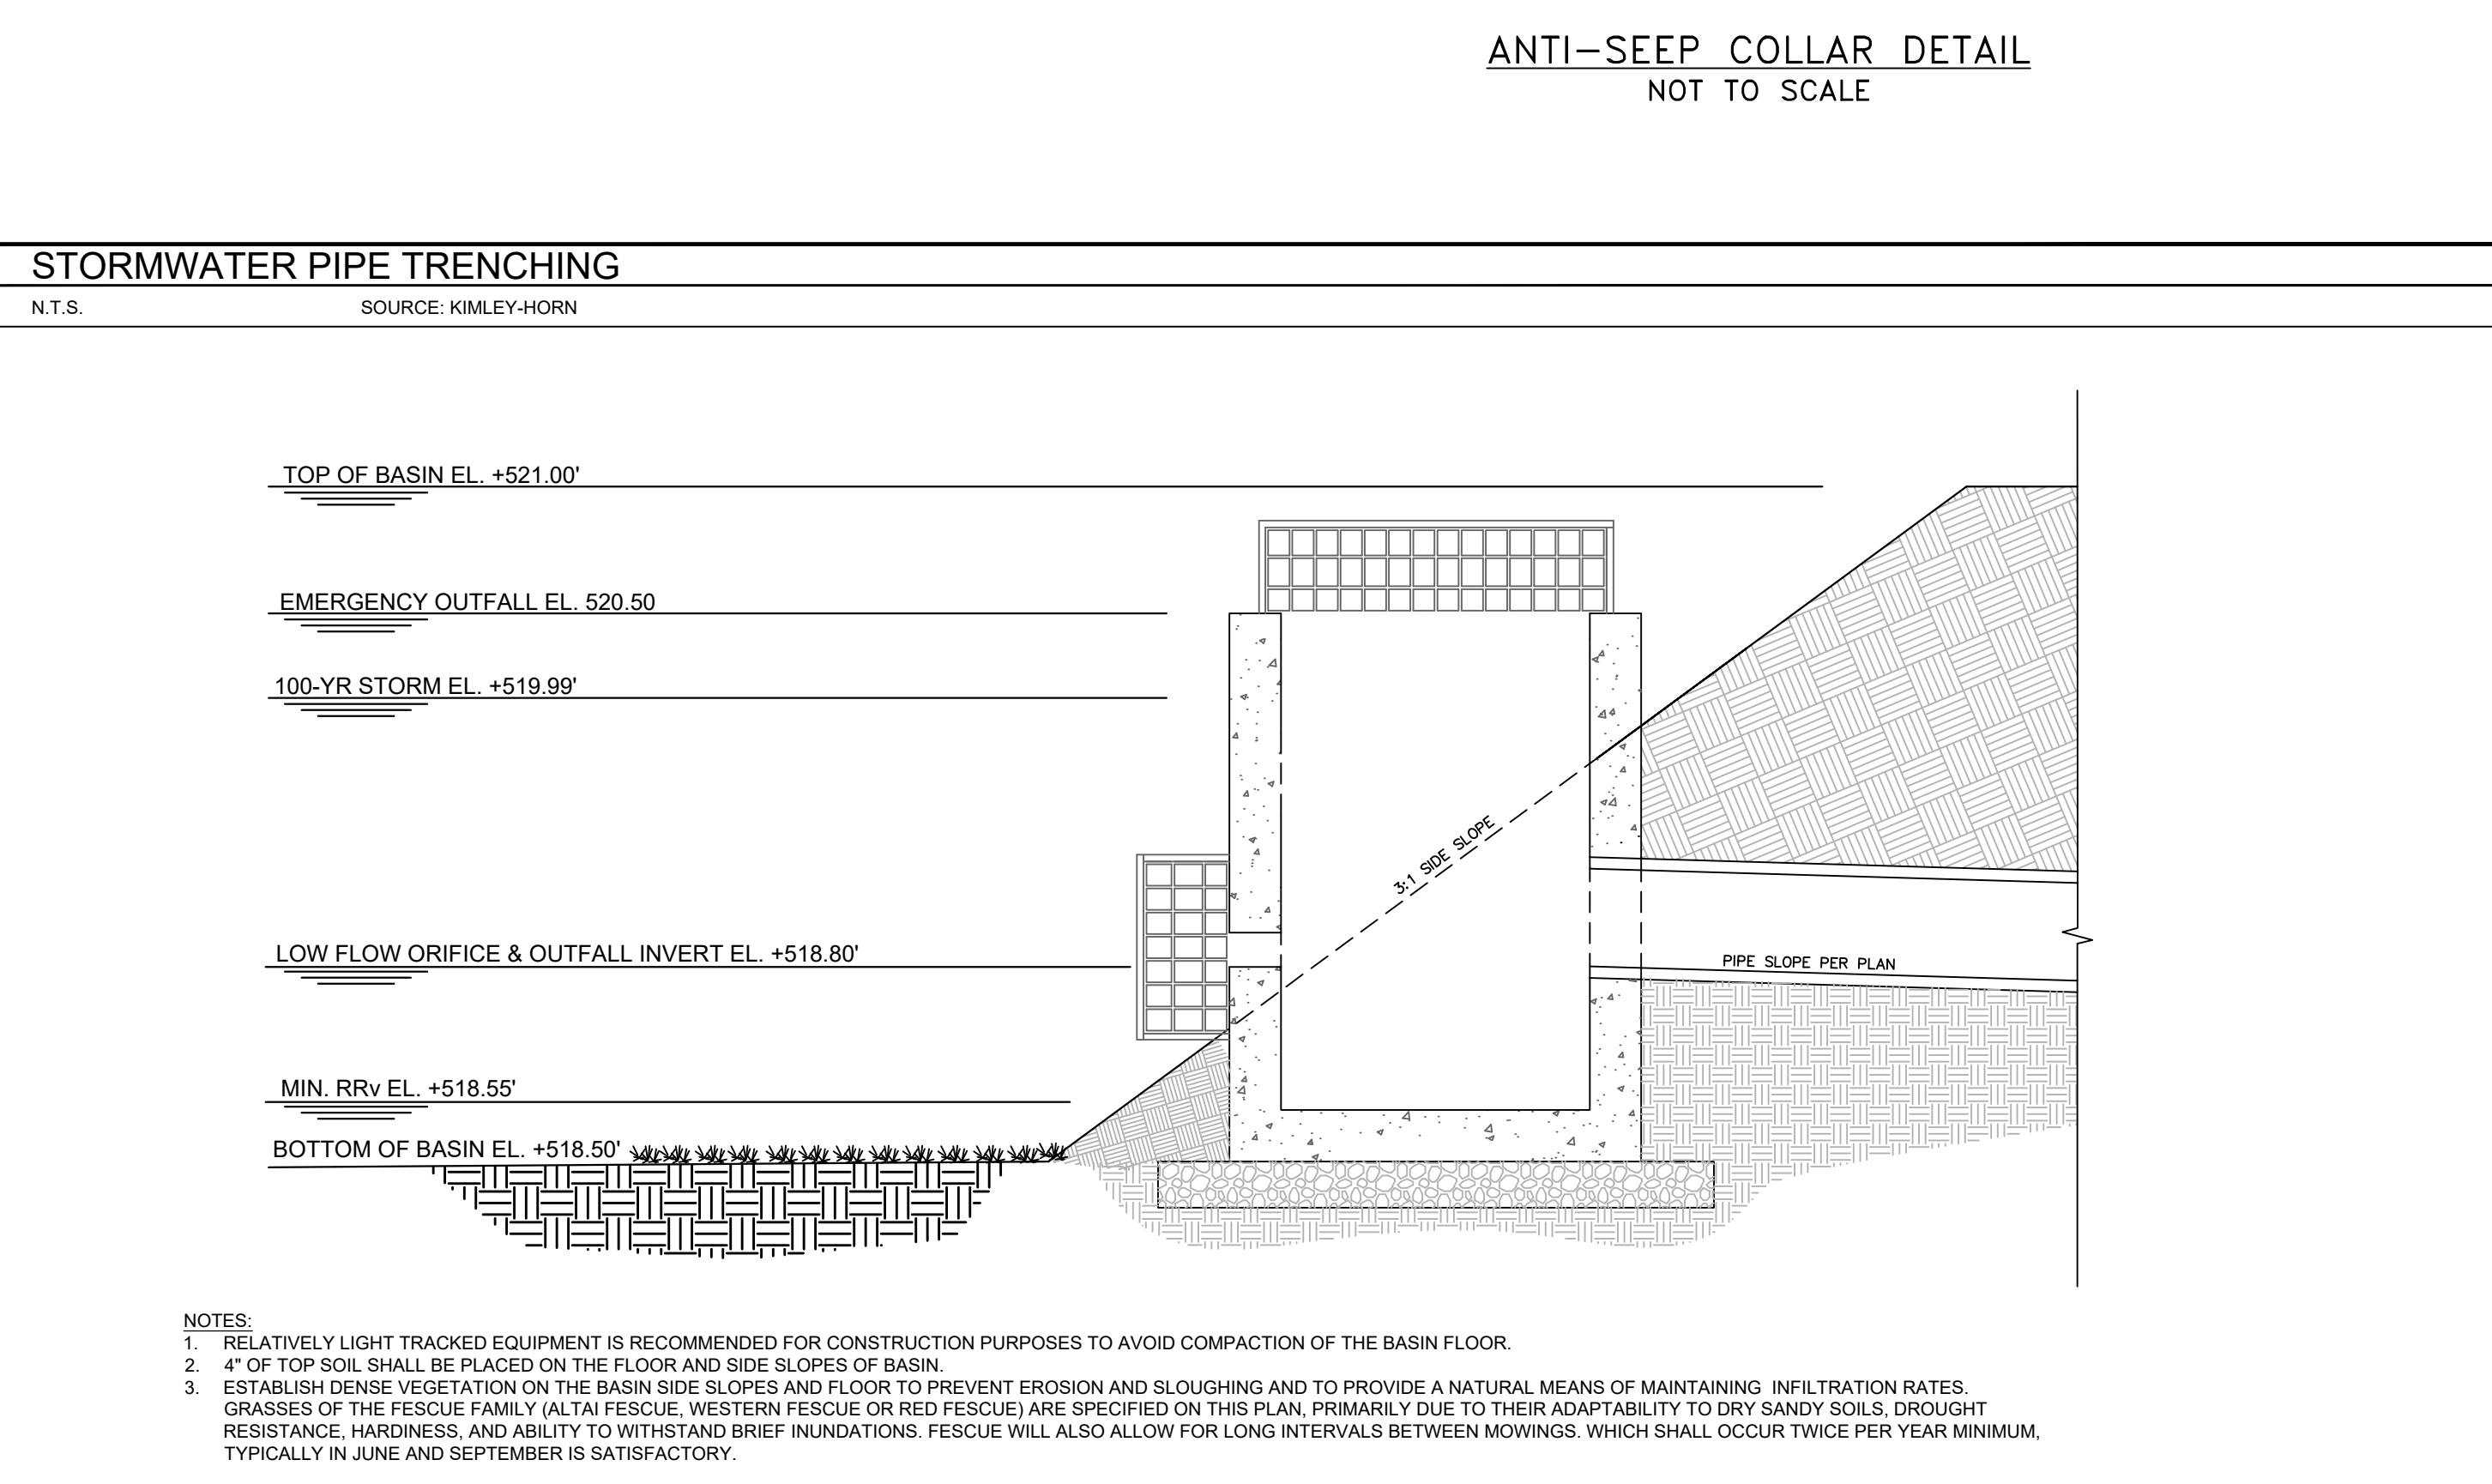 ANTI-SEEP COLLAR DETAIL
NOT TO SCALE
STORMWATER PIPE TRENCHING
N.T.S. SOURCE: KIMLEY-HORN
TOP OF BASIN EL. +521.00'
EMERGENCY OUTFALL EL. 520.50
100-YR STORM EL. +519.99'
3:1 SIDE SLOPE
LOW FLOW ORIFICE & OUTFALL INVERT EL. +518.80'
PIPE SLOPE PER PLAN
MIN. RRv EL. +518.55'
BOTTOM OF BASIN EL. +518.50'
NOTES:
1. RELATIVELY LIGHT TRACKED EQUIPMENT IS RECOMMENDED FOR CONSTRUCTION PURPOSES TO AVOID COMPACTION OF THE BASIN FLOOR.
2. 4" OF TOP SOIL SHALL BE PLACED ON THE FLOOR AND SIDE SLOPES OF BASIN.
3. ESTABLISH DENSE VEGETATION ON THE BASIN SIDE SLOPES AND FLOOR TO PREVENT EROSION AND SLOUGHING AND TO PROVIDE A NATURAL MEANS OF MAINTAINING INFILTRATION RATES.
GRASSES OF THE FESCUE FAMILY (ALTAI FESCUE, WESTERN FESCUE OR RED FESCUE) ARE SPECIFIED ON THIS PLAN, PRIMARILY DUE TO THEIR ADAPTABILITY TO DRY SANDY SOILS, DROUGHT
RESISTANCE, HARDINESS, AND ABILITY TO WITHSTAND BRIEF INUNDATIONS. FESCUE WILL ALSO ALLOW FOR LONG INTERVALS BETWEEN MOWINGS. WHICH SHALL OCCUR TWICE PER YEAR MINIMUM,
TYPICALLY IN JUNE AND SEPTEMBER IS SATISFACTORY.